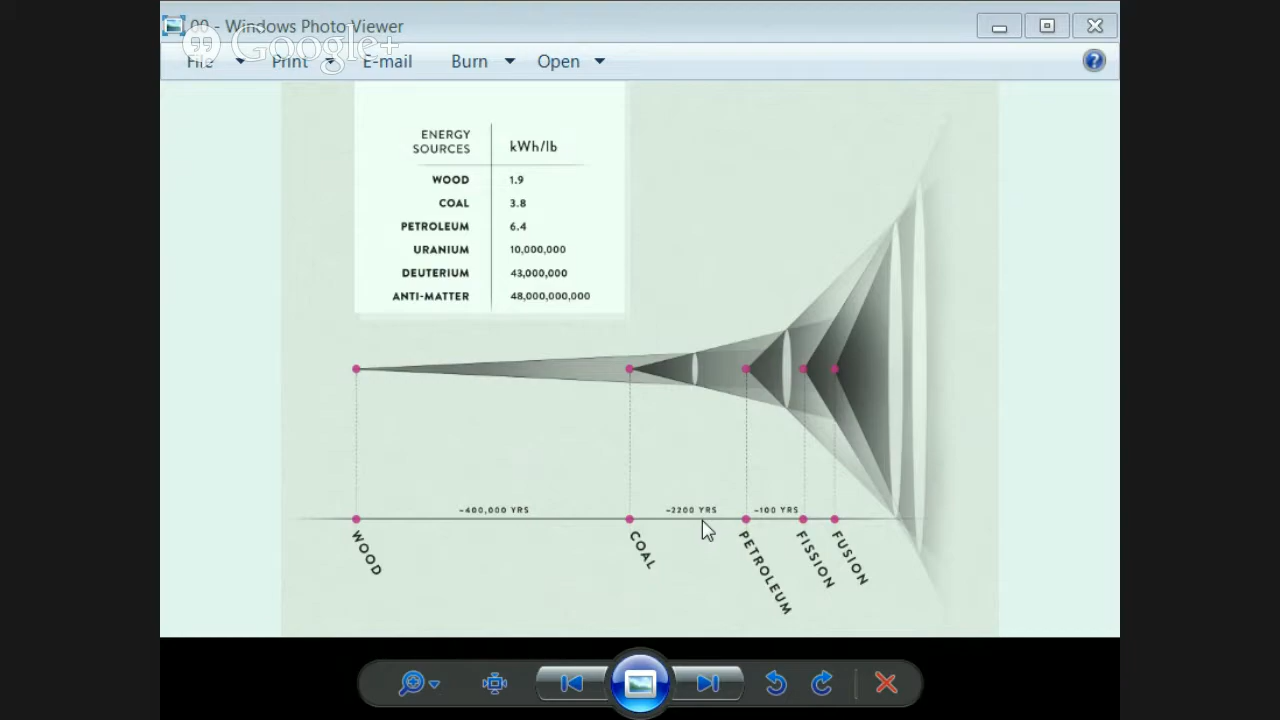 00 - Windows Photo Viewer
Google+
File Print E-mail Burn Open
ENERGY
SOURCES
kWh/lb
WOOD 1.9
COAL 3.8
PETROLEUM 6.4
URANIUM 10,000,000
DEUTERIUM 43,000,000
ANTI-MATTER 48,000,000,000
~400,000 YRS
~2200 YRS
~100 YRS
WOOD
COAL
PETROLEUM
FISSION
FUSION